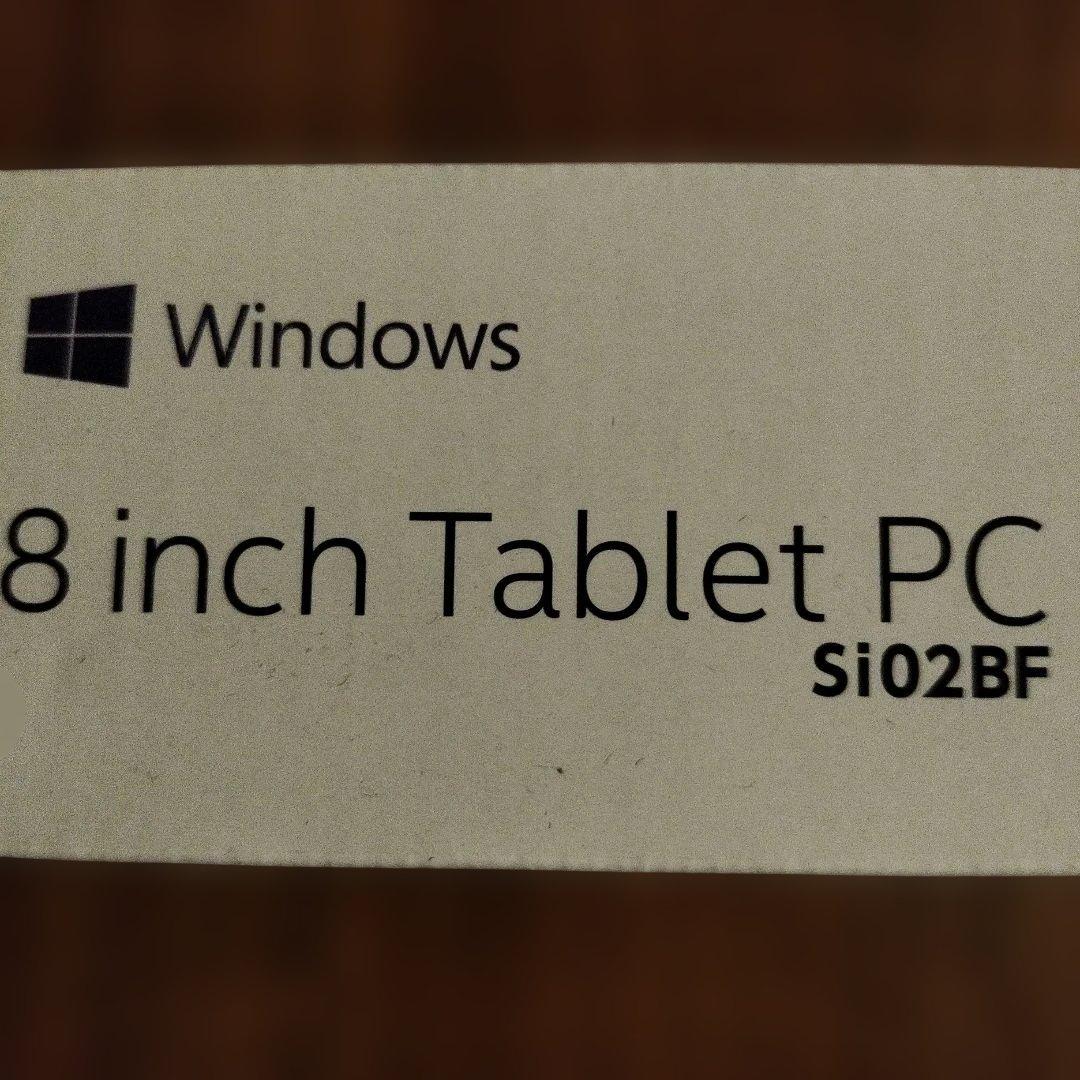 Windows
8 inch Tablet PC
Si02BF